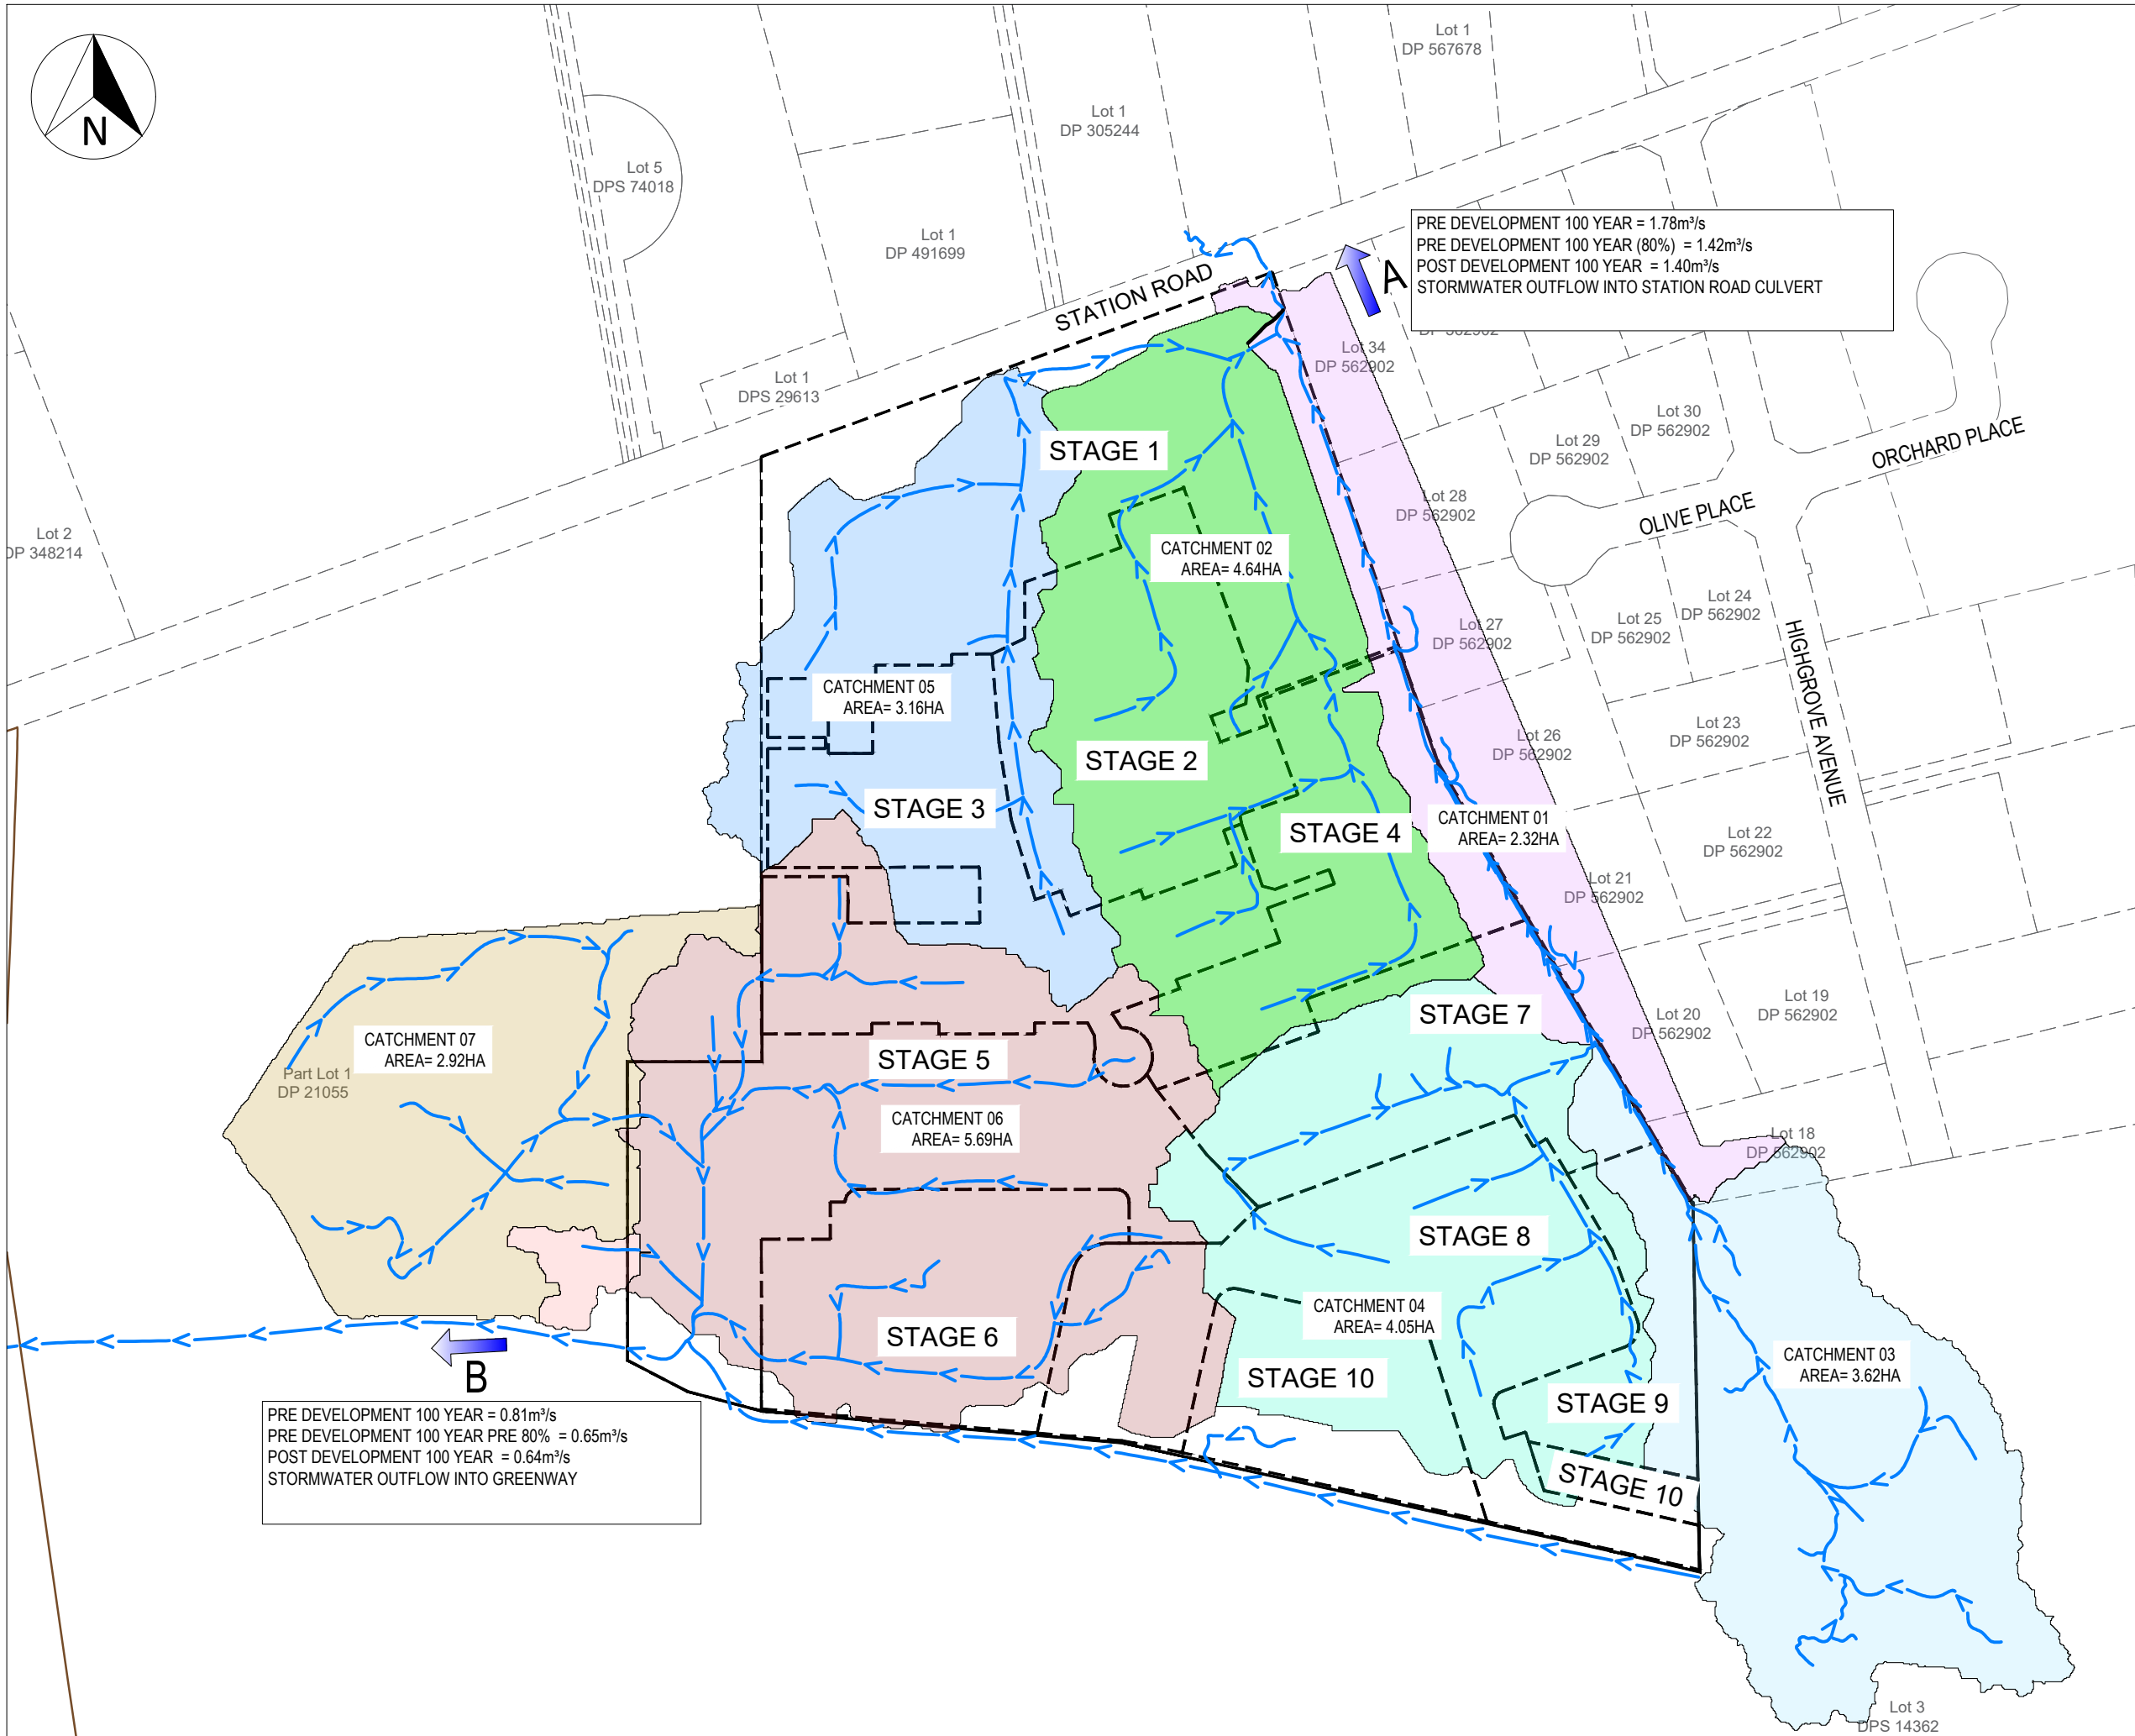 N
Lot 1
DP 567678
Lot 1
DP 305244
Lot 5
DPS 74018
Lot 1
DP 491699
PRE DEVELOPMENT 100 YEAR = 1.78m³/s
PRE DEVELOPMENT 100 YEAR (80%) = 1.42m³/s
POST DEVELOPMENT 100 YEAR = 1.40m³/s
STORMWATER OUTFLOW INTO STATION ROAD CULVERT
A
STATION ROAD
DP 562902
Lot 34
DP 562902
Lot 1
DPS 29613
Lot 30
DP 562902
Lot 29
DP 562902
ORCHARD PLACE
STAGE 1
Lot 28
DP 562902
OLIVE PLACE
Lot 2
DP 348214
CATCHMENT 02
AREA= 4.64HA
Lot 24
DP 562902
Lot 25
DP 562902
Lot 27
DP 562902
HIGHGROVE AVENUE
CATCHMENT 05
AREA= 3.16HA
Lot 23
DP 562902
Lot 26
DP 562902
STAGE 2
STAGE 3
STAGE 4
CATCHMENT 01
AREA= 2.32HA
Lot 22
DP 562902
Lot 21
DP 562902
Lot 19
DP 562902
Lot 20
DP 562902
STAGE 7
CATCHMENT 07
AREA= 2.92HA
Part Lot 1
DP 21055
STAGE 5
CATCHMENT 06
AREA= 5.69HA
Lot 18
DP 562902
STAGE 8
CATCHMENT 04
AREA= 4.05HA
STAGE 6
CATCHMENT 03
AREA= 3.62HA
STAGE 10
B
STAGE 9
PRE DEVELOPMENT 100 YEAR = 0.81m³/s
PRE DEVELOPMENT 100 YEAR PRE 80% = 0.65m³/s
POST DEVELOPMENT 100 YEAR = 0.64m³/s
STORMWATER OUTFLOW INTO GREENWAY
STAGE 10
Lot 3
DPS 14362